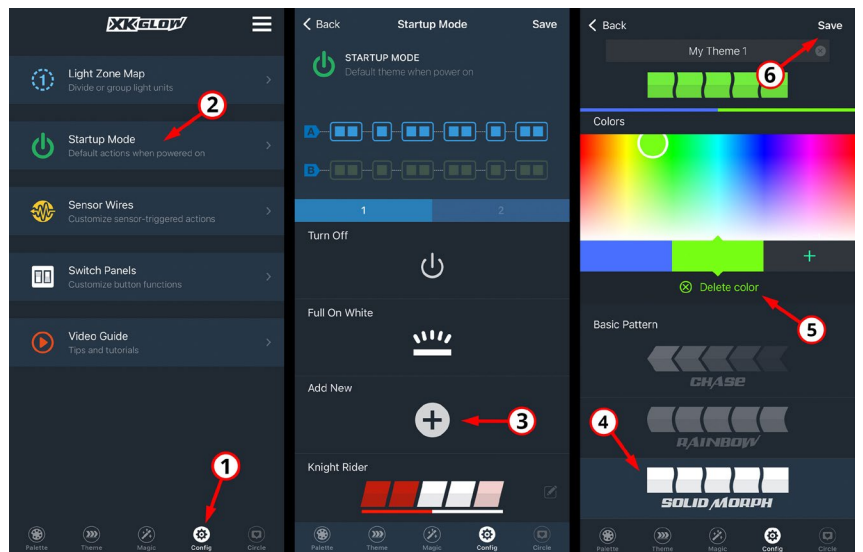 XKGLOW
1
Light Zone Map
Divide or group light units
2
Startup Mode
Default actions when powered on
Sensor Wires
Customize sensor-triggered actions
Switch Panels
Customize button functions
Video Guide
Tips and tutorials
1
Palette
Theme
Magic
Config
Circle
Back
Startup Mode
Save
STARTUP MODE
Default theme when power on
A
B
1
2
Turn Off
Full On White
Add New
3
Knight Rider
Palette
Theme
Magic
Config
Circle
Back
Save
My Theme 1
6
Colors
+
Delete color
5
Basic Pattern
CHASE
4
RAINBOW
SOLID MORPH
Palette
Theme
Magic
Config
Circle